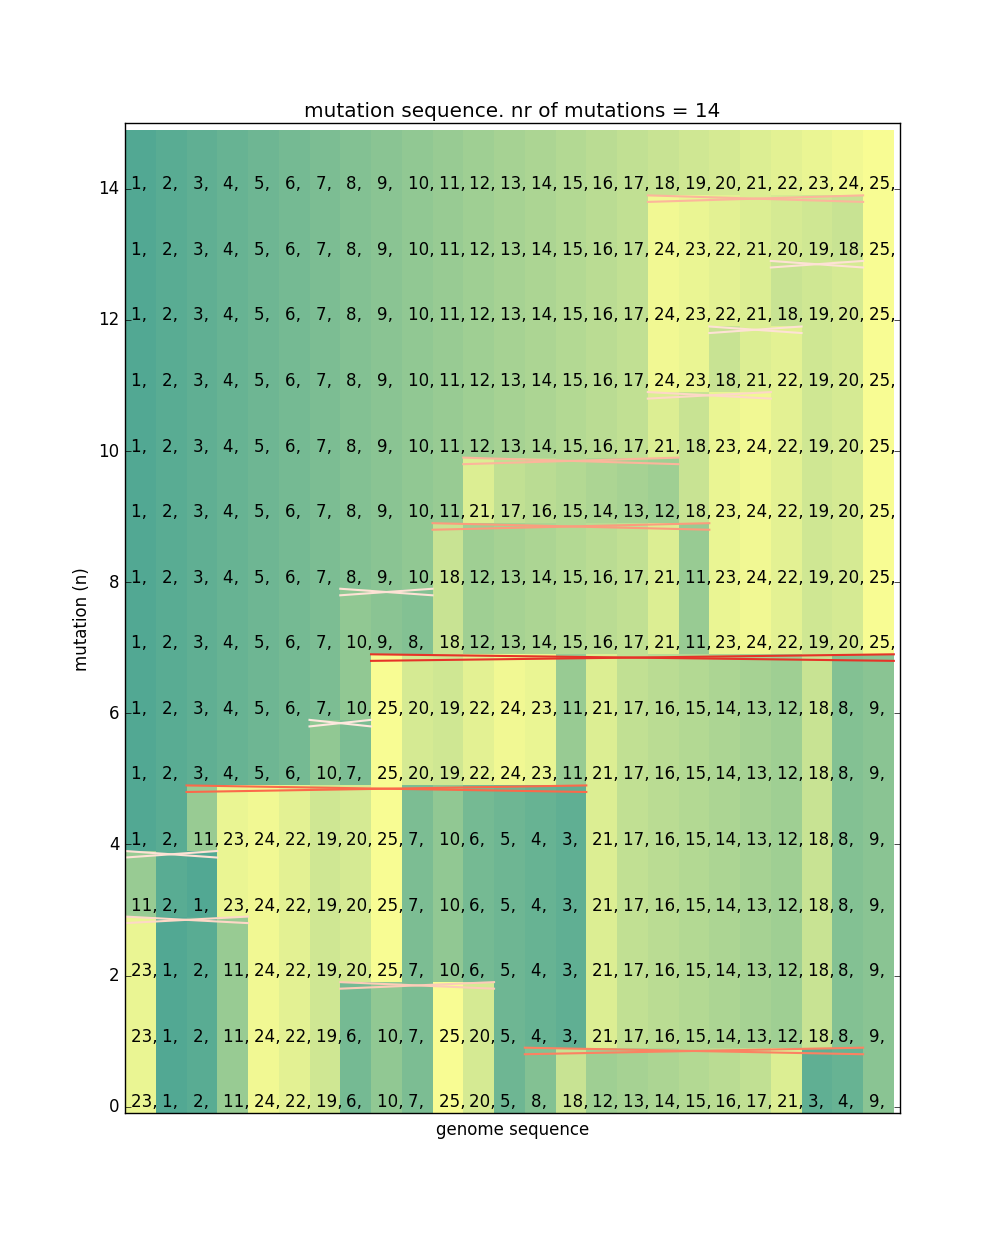 mutation sequence. nr of mutations = 14
14 1, 2, 3, 4, 5, 6, 7, 8, 9, 10, 11, 12, 13, 14, 15, 16, 17, 18, 19, 20, 21, 22, 23, 24, 25,
1, 2, 3, 4, 5, 6, 7, 8, 9, 10, 11, 12, 13, 14, 15, 16, 17, 24, 23, 22, 21, 20, 19, 18, 25,
12 1, 2, 3, 4, 5, 6, 7, 8, 9, 10, 11, 12, 13, 14, 15, 16, 17, 24, 23, 22, 21, 18, 19, 20, 25,
1, 2, 3, 4, 5, 6, 7, 8, 9, 10, 11, 12, 13, 14, 15, 16, 17, 24, 23, 18, 21, 22, 19, 20, 25,
10 1, 2, 3, 4, 5, 6, 7, 8, 9, 10, 11, 12, 13, 14, 15, 16, 17, 21, 18, 23, 24, 22, 19, 20, 25,
1, 2, 3, 4, 5, 6, 7, 8, 9, 10, 11, 21, 17, 16, 15, 14, 13, 12, 18, 23, 24, 22, 19, 20, 25,
8 1, 2, 3, 4, 5, 6, 7, 8, 9, 10, 18, 12, 13, 14, 15, 16, 17, 21, 11, 23, 24, 22, 19, 20, 25,
1, 2, 3, 4, 5, 6, 7, 10, 9, 8, 18, 12, 13, 14, 15, 16, 17, 21, 11, 23, 24, 22, 19, 20, 25,
6 1, 2, 3, 4, 5, 6, 7, 10, 25, 20, 19, 22, 24, 23, 11, 21, 17, 16, 15, 14, 13, 12, 18, 8, 9,
1, 2, 3, 4, 5, 6, 10, 7, 25, 20, 19, 22, 24, 23, 11, 21, 17, 16, 15, 14, 13, 12, 18, 8, 9,
4 1, 2, 11, 23, 24, 22, 19, 20, 25, 7, 10, 6, 5, 4, 3, 21, 17, 16, 15, 14, 13, 12, 18, 8, 9,
11, 2, 1, 23, 24, 22, 19, 20, 25, 7, 10, 6, 5, 4, 3, 21, 17, 16, 15, 14, 13, 12, 18, 8, 9,
2 23, 1, 2, 11, 24, 22, 19, 20, 25, 7, 10, 6, 5, 4, 3, 21, 17, 16, 15, 14, 13, 12, 18, 8, 9,
23, 1, 2, 11, 24, 22, 19, 6, 10, 7, 25, 20, 5, 4, 3, 21, 17, 16, 15, 14, 13, 12, 18, 8, 9,
0 23, 1, 2, 11, 24, 22, 19, 6, 10, 7, 25, 20, 5, 8, 18, 12, 13, 14, 15, 16, 17, 21, 3, 4, 9,
mutation (n)
genome sequence